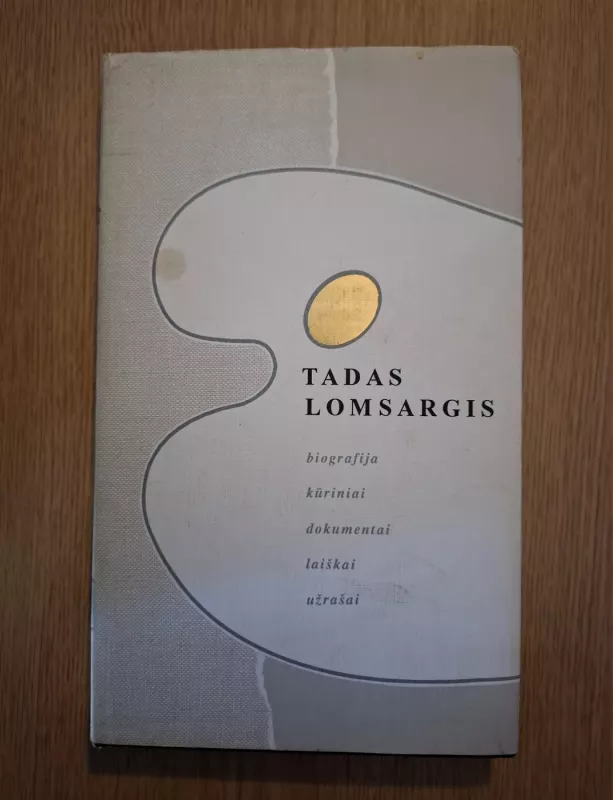 TADAS
LOMSARGIS
biografija
kūriniai
dokumentai
laiškai
užrašai